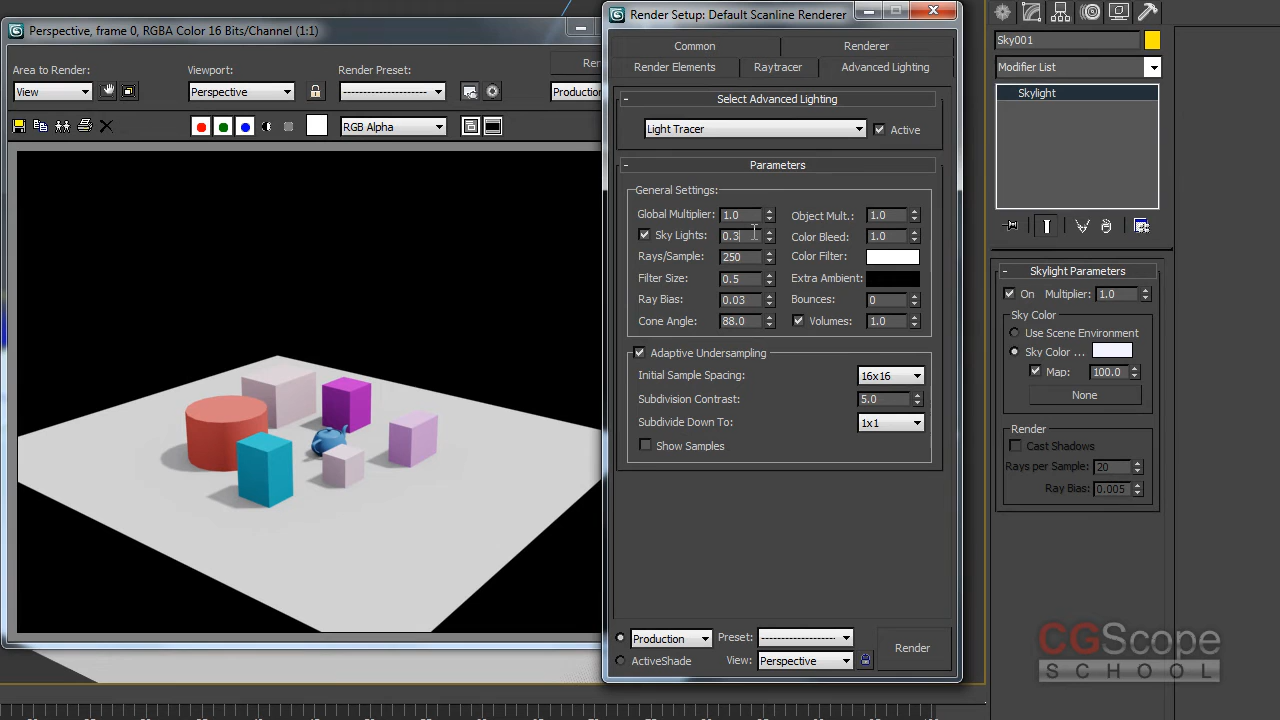 Perspective, frame 0, RGBA Color 16 Bits/Channel (1:1)
Area to Render:
Viewport:
Render Preset:
View
Perspective
Production
RGB Alpha
Render Setup: Default Scanline Renderer
Common
Renderer
Render Elements
Raytracer
Advanced Lighting
- Select Advanced Lighting
Light Tracer
Active
- Parameters
General Settings:
Global Multiplier: 1.0 Object Mult.: 1.0
Sky Lights: 0.3 Color Bleed: 1.0
Rays/Sample: 250 Color Filter:
Filter Size: 0.5 Extra Ambient:
Ray Bias: 0.03 Bounces: 0
Cone Angle: 88.0 Volumes: 1.0
Adaptive Undersampling
Initial Sample Spacing: 16x16
Subdivision Contrast: 5.0
Subdivide Down To: 1x1
Show Samples
Production Preset: --------------------
ActiveShade View: Perspective
Render
Sky001
Modifier List
Skylight
- Skylight Parameters
On Multiplier: 1.0
Sky Color
Use Scene Environment
Sky Color ...
Map: 100.0
None
Render
Cast Shadows
Rays per Sample: 20
Ray Bias: 0.005
CGScope
SCHOOL